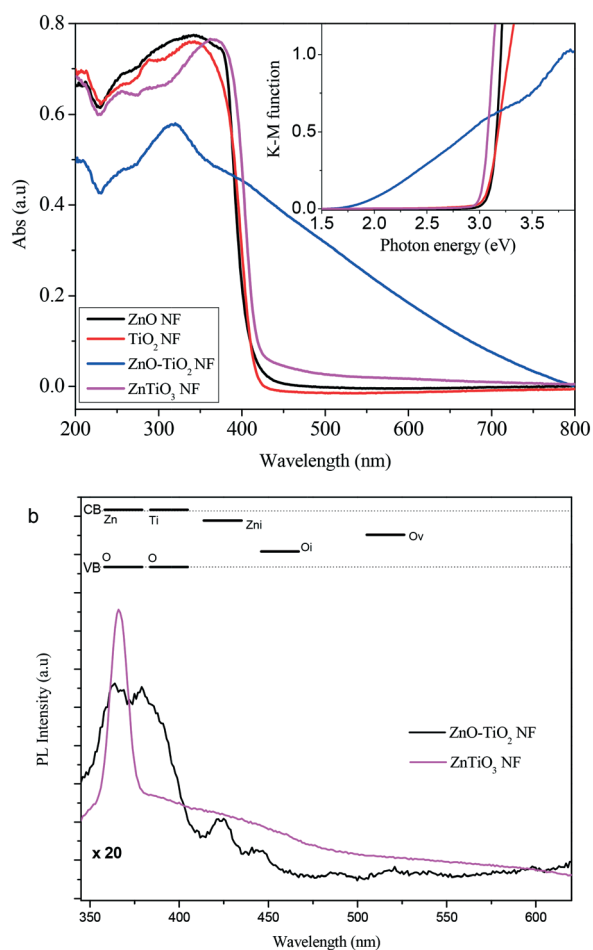 0.8
0.6
0.4
0.2
0.0
Abs (a.u)
200 300 400 500 600 700 800
Wavelength (nm)
ZnO NF
TiO2 NF
ZnO-TiO2 NF
ZnTiO3 NF
1.0
0.5
0.0
K-M function
1.5 2.0 2.5 3.0 3.5
Photon energy (eV)
b
CB
Zn Ti
Zni
Ov
Oi
O O
VB
PL Intensity (a.u)
ZnO-TiO2 NF
ZnTiO3 NF
x 20
350 400 450 500 550 600
Wavelength (nm)